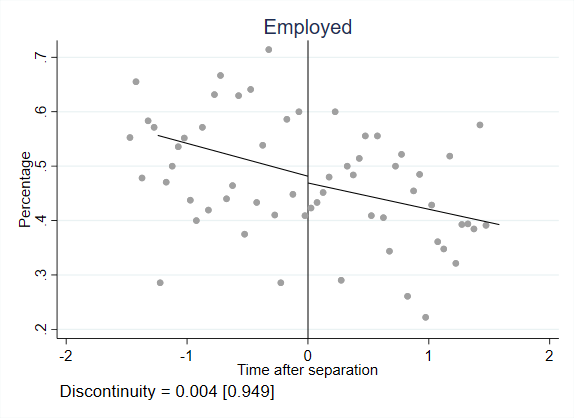 Employed
Percentage
.7
.6
.5
.4
.3
.2
-2
-1
0
1
2
Time after separation
Discontinuity = 0.004 [0.949]